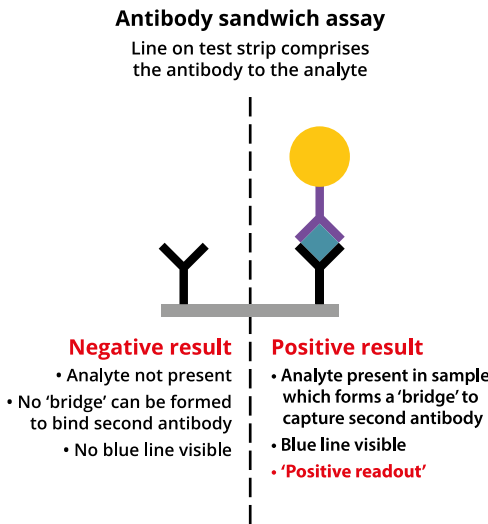 Antibody sandwich assay
Line on test strip comprises
the antibody to the analyte
Negative result
• Analyte not present
• No ‘bridge’ can be formed
to bind second antibody
• No blue line visible
Positive result
• Analyte present in sample
which forms a ‘bridge’ to
capture second antibody
• Blue line visible
• ‘Positive readout’